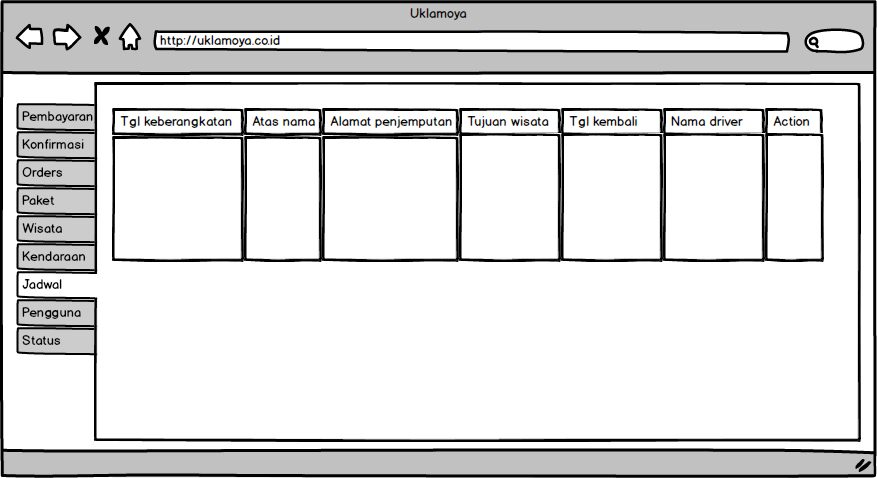 Uklamoya
http://uklamoya.co.id
Pembayaran
Konfirmasi
Orders
Paket
Wisata
Kendaraan
Jadwal
Pengguna
Status
Tgl keberangkatan Atas nama Alamat penjemputan Tujuan wisata Tgl kembali Nama driver Action